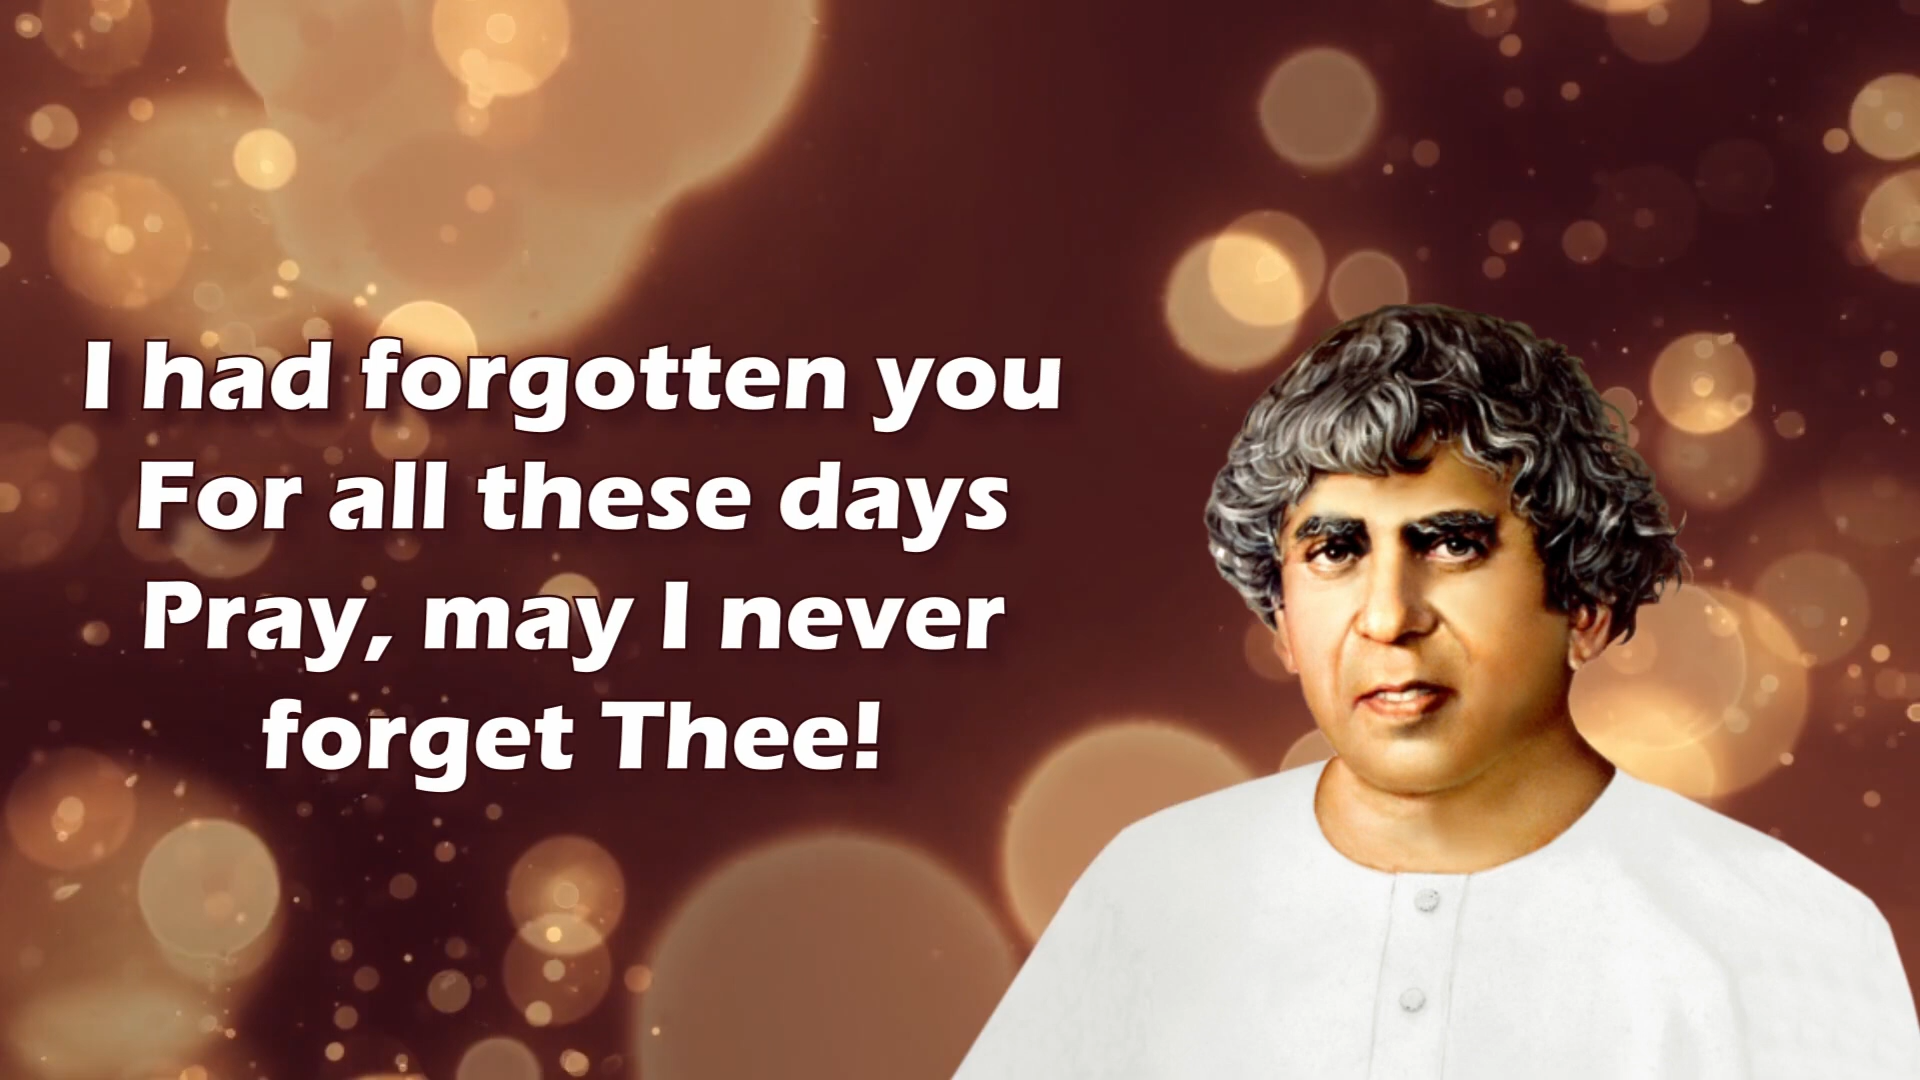 I had forgotten you
For all these days
Pray, may I never
forget Thee!